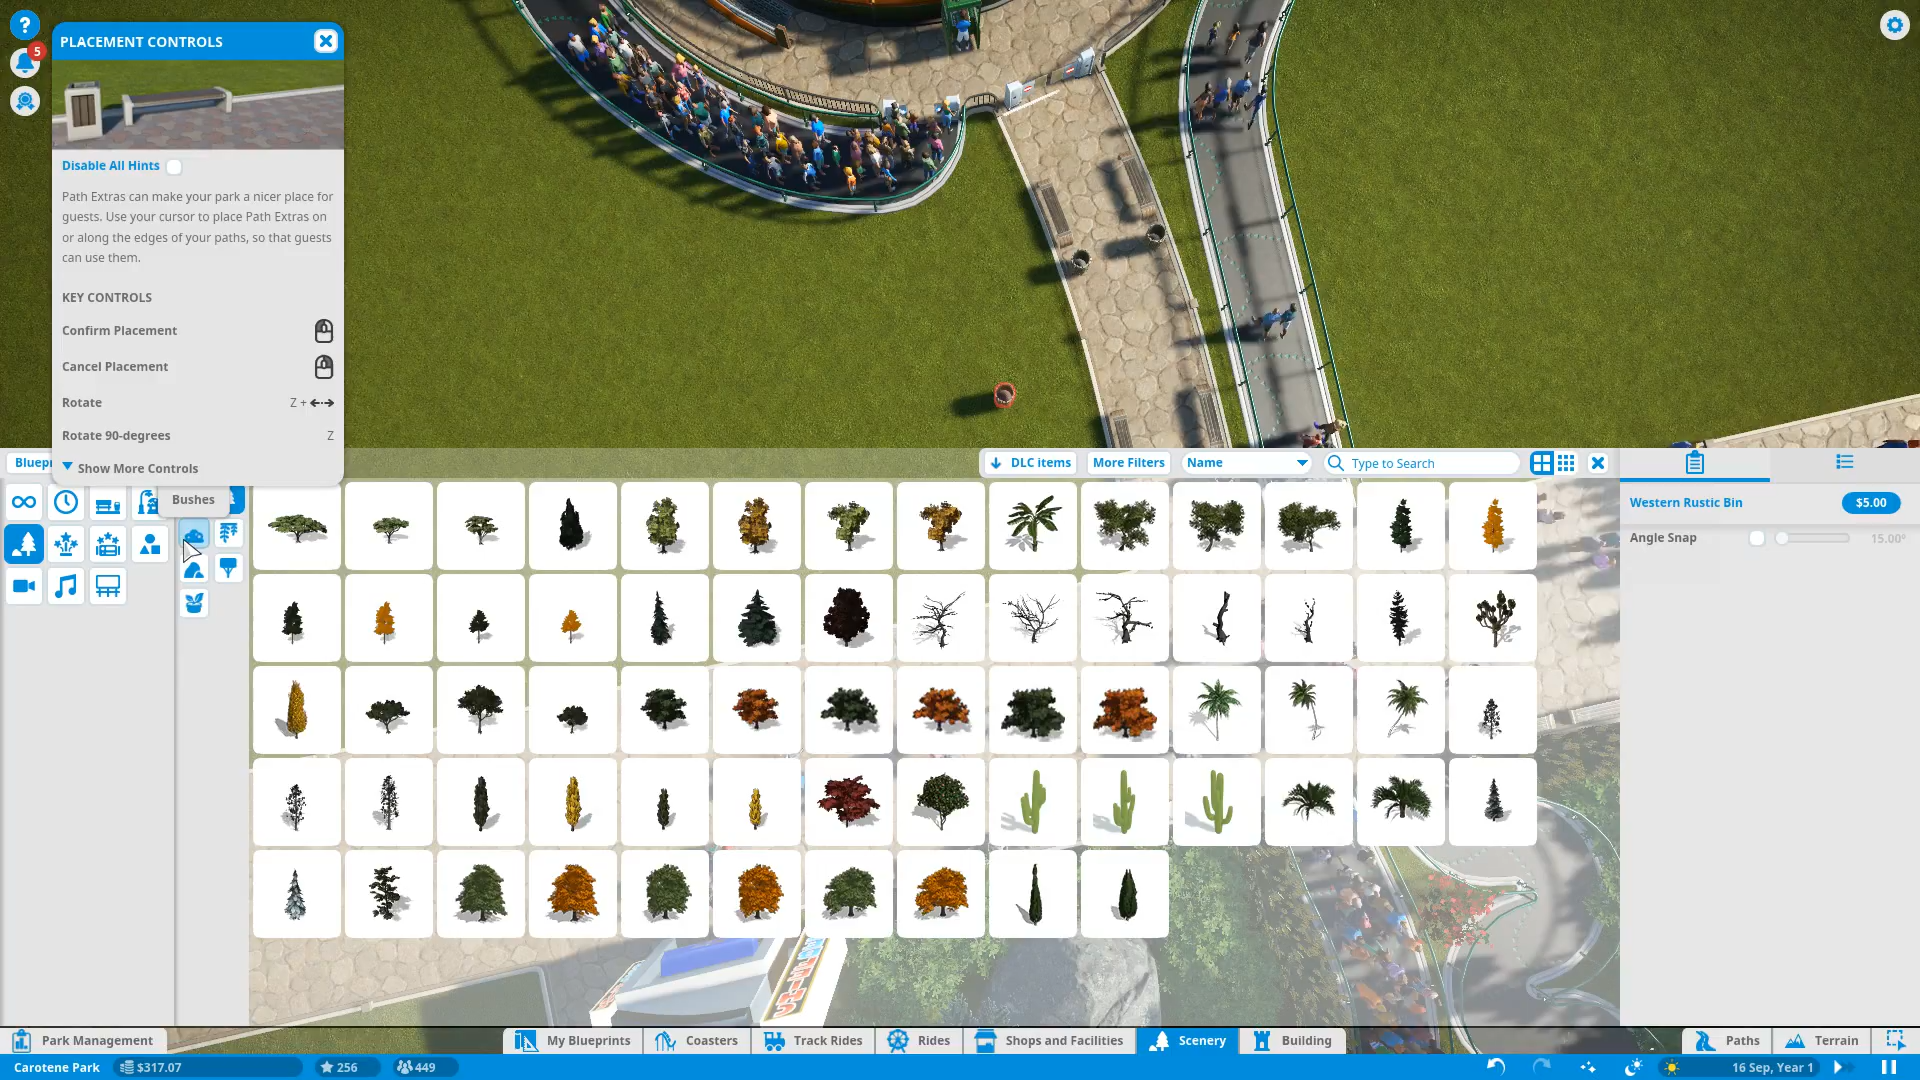 ?
5
PLACEMENT CONTROLS
Disable All Hints
Path Extras can make your park a nicer place for
guests. Use your cursor to place Path Extras on
or along the edges of your paths, so that guests
can use them.
KEY CONTROLS
Confirm Placement
Cancel Placement
Rotate Z +
Rotate 90-degrees Z
Show More Controls
Bushes
DLC items
More Filters
Name
Type to Search
Western Rustic Bin $5.00
Angle Snap 15.00°
Park Management
My Blueprints
Coasters
Track Rides
Rides
Shops and Facilities
Scenery
Building
Paths
Terrain
Carotene Park $317.07 256 449 16 Sep, Year 1